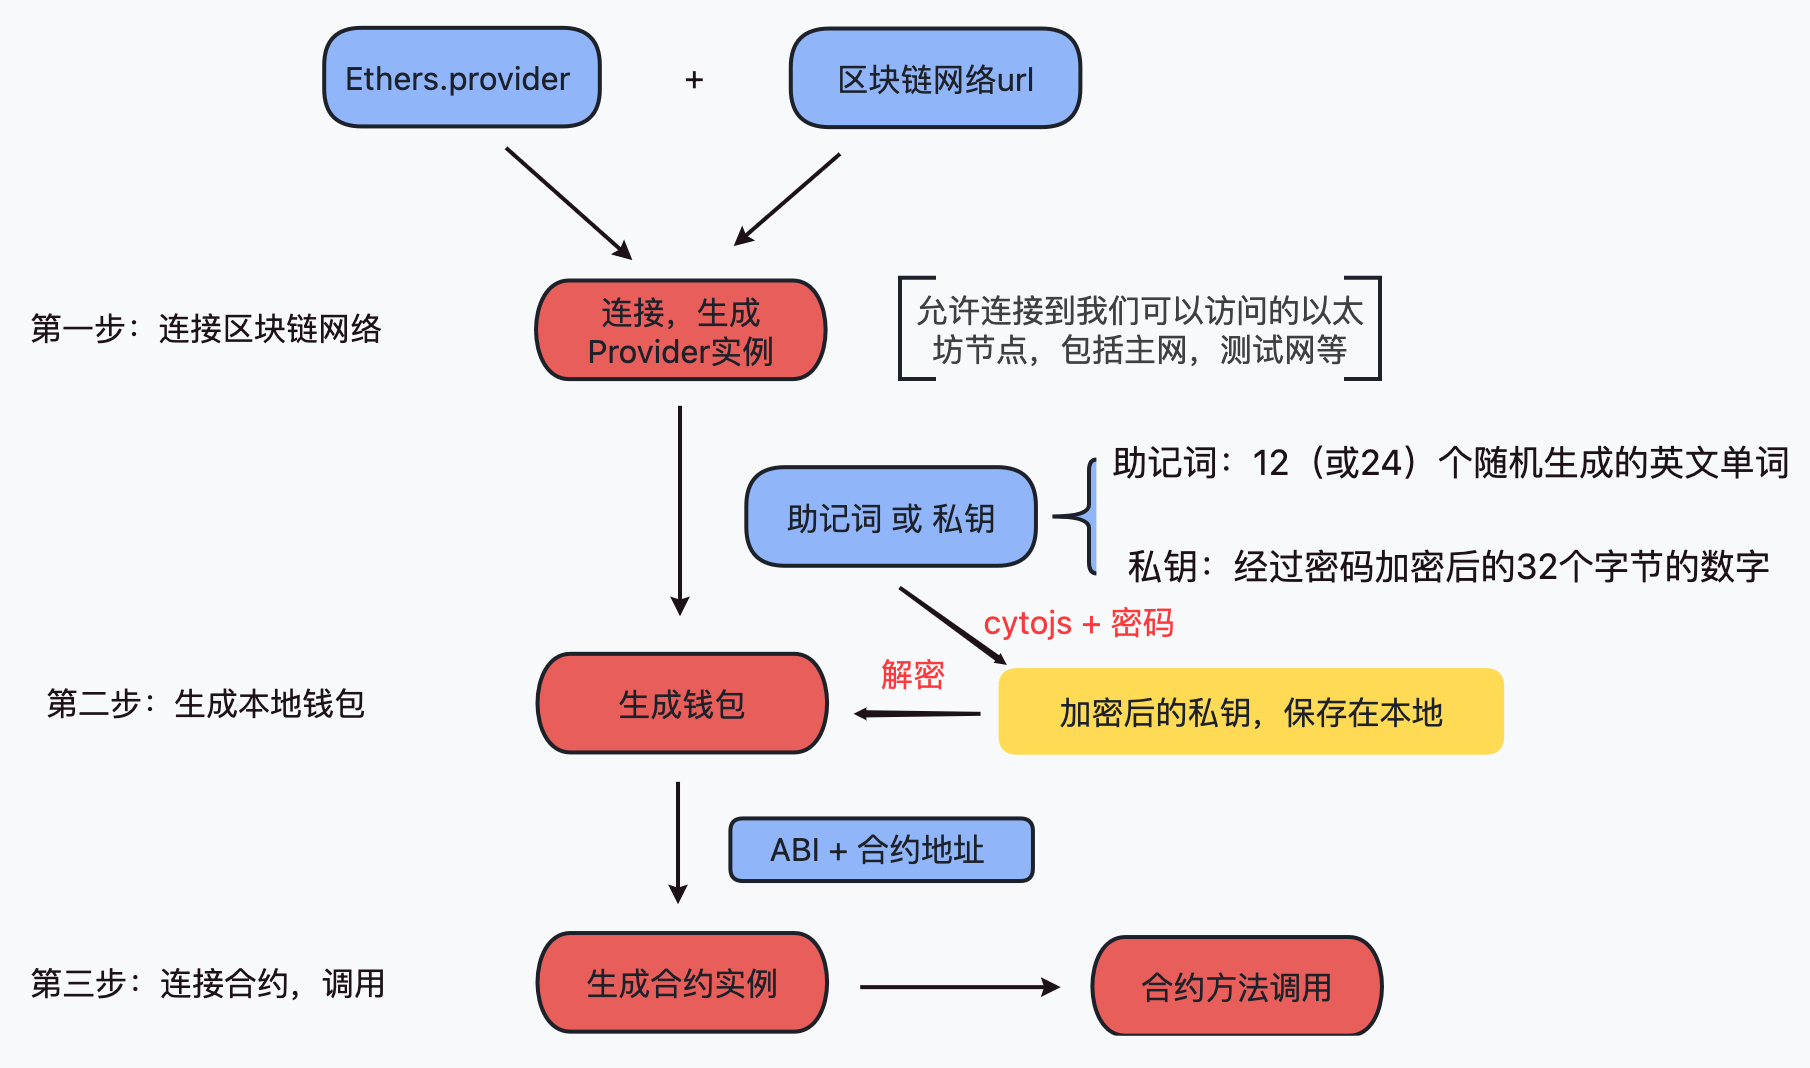 Ethers.provider
+
区块链网络url
第一步：连接区块链网络
连接，生成
Provider实例
允许连接到我们可以访问的以太
坊节点，包括主网，测试网等
助记词 或 私钥
助记词：12（或24）个随机生成的英文单词
私钥：经过密码加密后的32个字节的数字
cytojs + 密码
第二步：生成本地钱包
生成钱包
解密
加密后的私钥，保存在本地
ABI + 合约地址
第三步：连接合约，调用
生成合约实例
合约方法调用